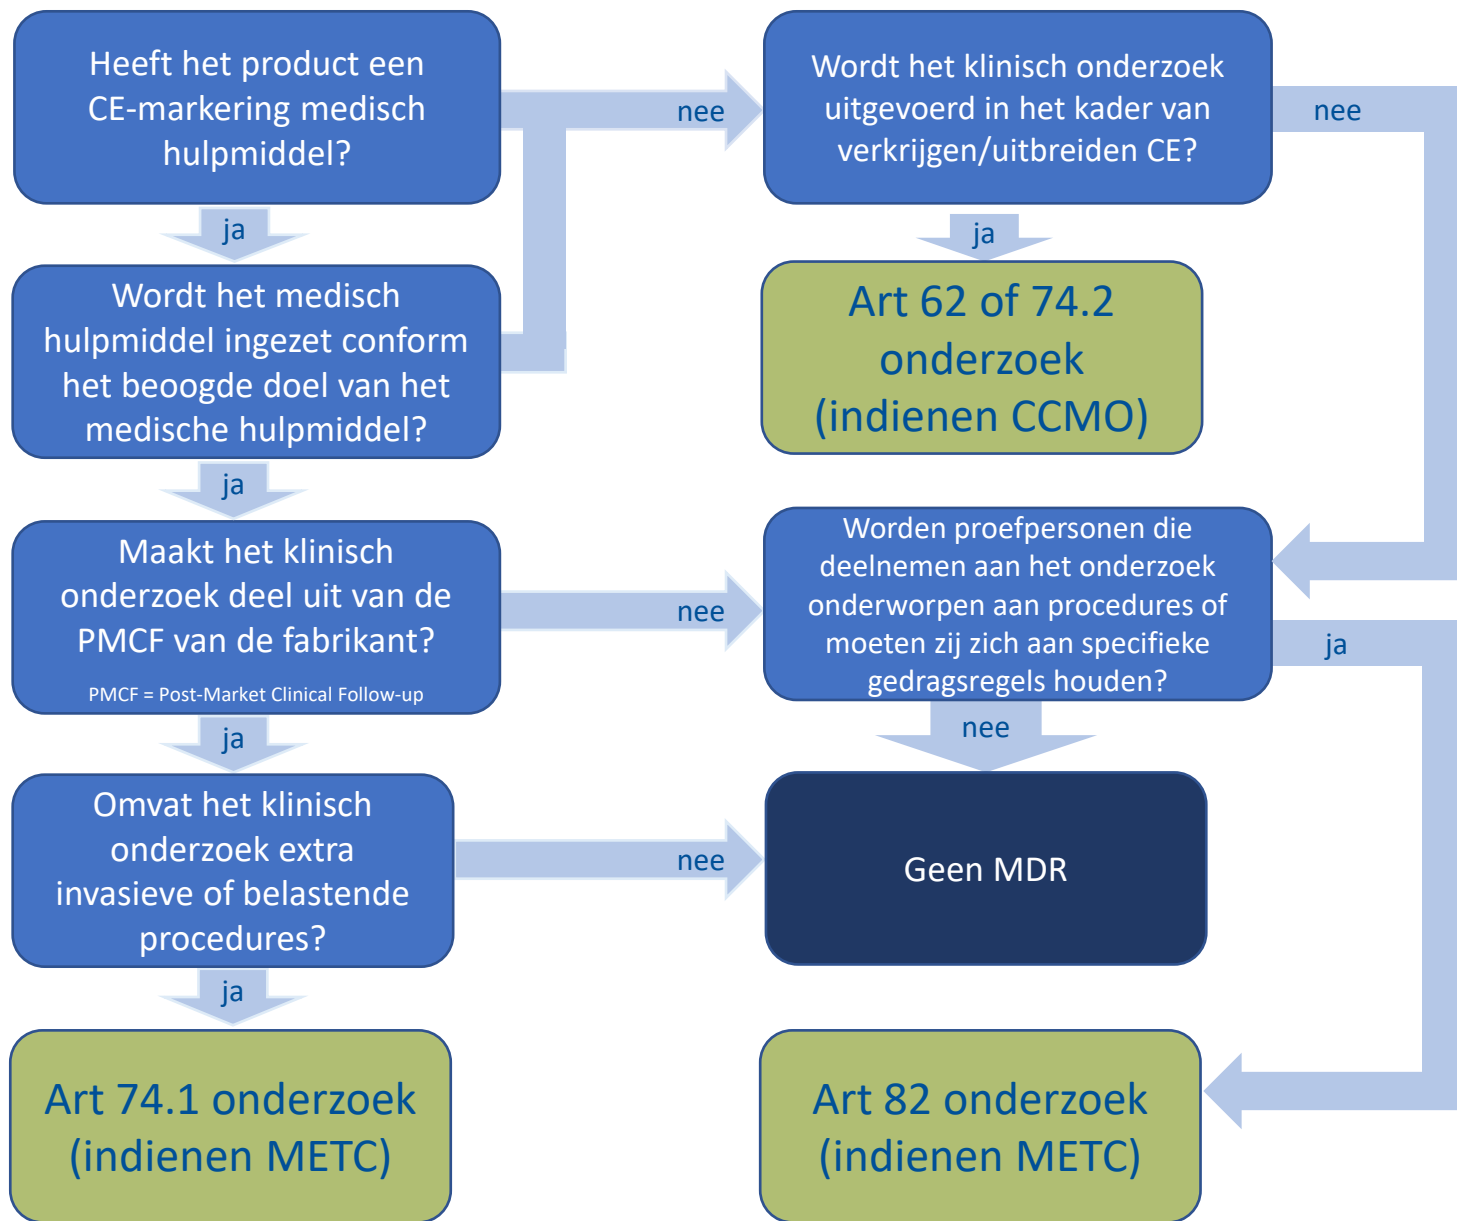 Heeft het product een
CE-markering medisch
hulpmiddel?
nee
Wordt het klinisch onderzoek
uitgevoerd in het kader van
verkrijgen/uitbreiden CE?
nee
ja
ja
Wordt het medisch
hulpmiddel ingezet conform
het beoogde doel van het
medische hulpmiddel?
Art 62 of 74.2
onderzoek
(indienen CCMO)
ja
Maakt het klinisch
onderzoek deel uit van de
PMCF van de fabrikant?
PMCF = Post-Market Clinical Follow-up
nee
Worden proefpersonen die
deelnemen aan het onderzoek
onderworpen aan procedures of
moeten zij zich aan specifieke
gedragsregels houden?
ja
ja
nee
Omvat het klinisch
onderzoek extra
invasieve of belastende
procedures?
nee
Geen MDR
ja
Art 74.1 onderzoek
(indienen METC)
Art 82 onderzoek
(indienen METC)